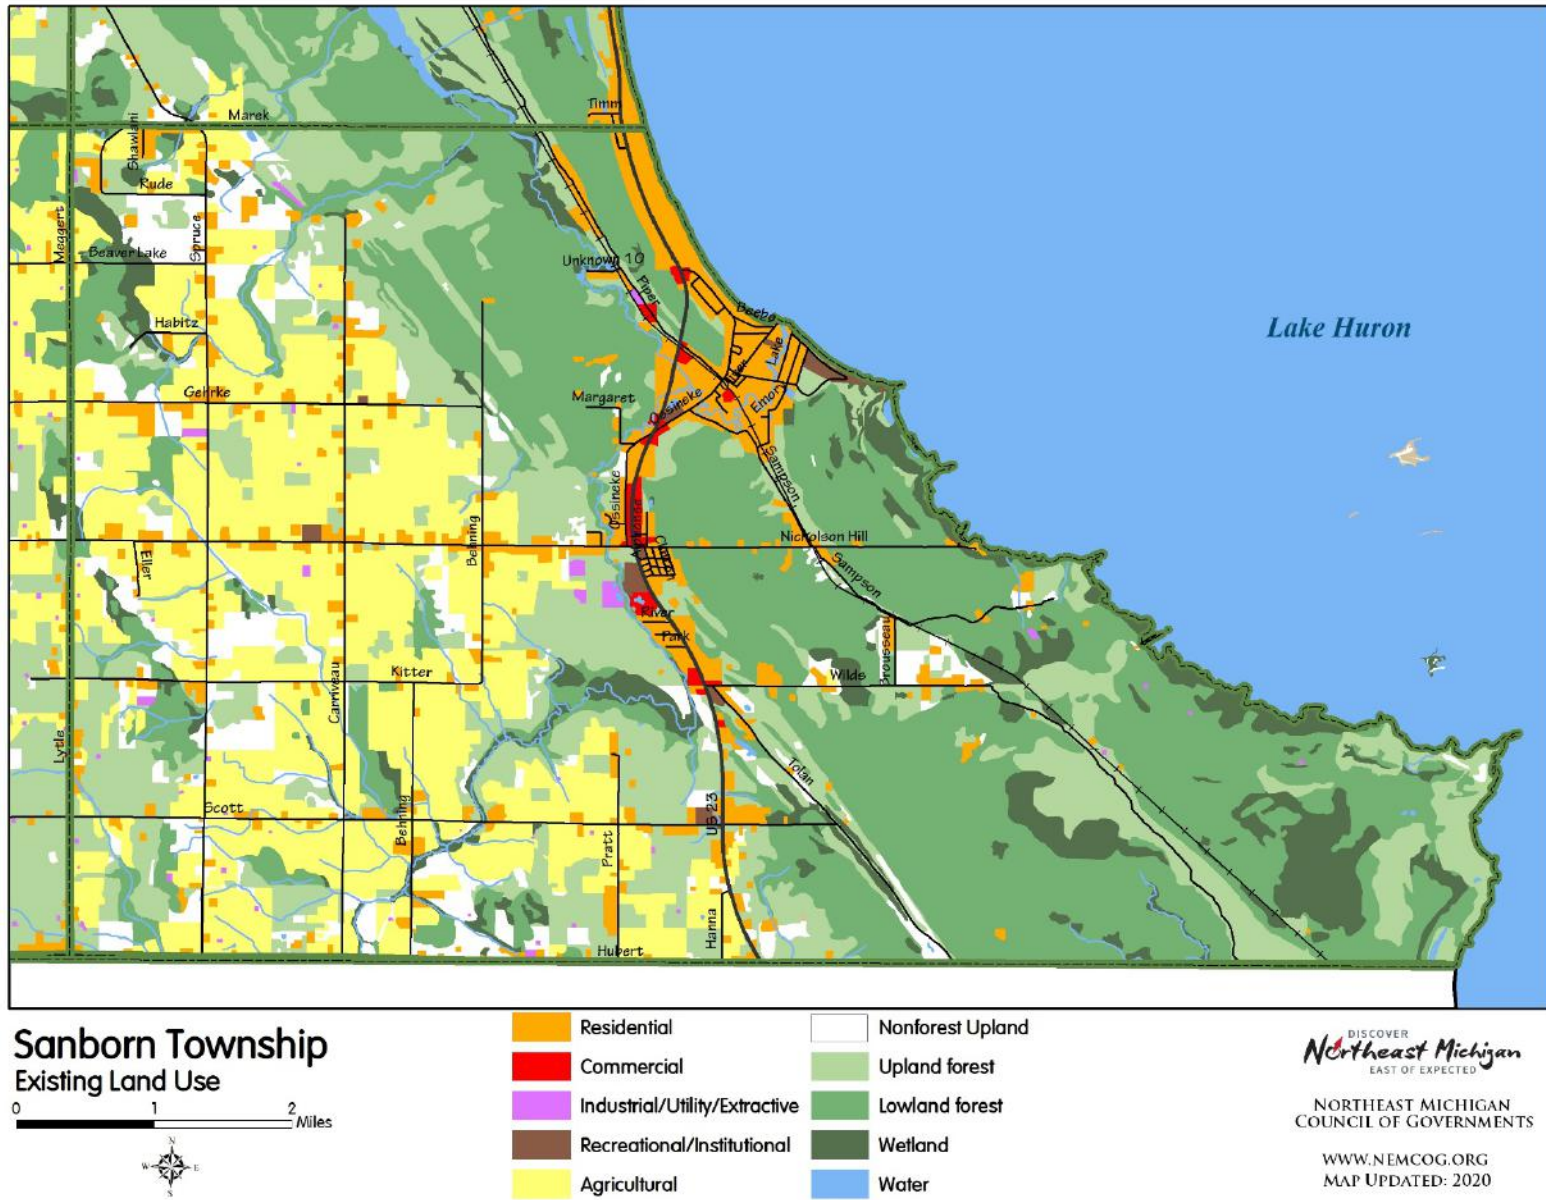 Timm
Marek
Shawlani
Rude
Meggert
Spruce
Beaver Lake
Unknown 10
Piper
Habitz
Beebo
Lake Huron
Lake
Gehrke
Margaret
Ossineke
Emory
Sampson
Ossineke
Behning
Nickolson Hill
Eller
Sampson
River
Park
Brousseau
Kitter
Wilds
Carriveau
Lytle
Tolan
Scott
Behning
US 23
Pratt
Hanna
Hubert
Sanborn Township
Existing Land Use
0 1 2
Miles
N
W E
S
Residential
Commercial
Industrial/Utility/Extractive
Recreational/Institutional
Agricultural
Nonforest Upland
Upland forest
Lowland forest
Wetland
Water
DISCOVER
Northeast Michigan
EAST OF EXPECTED
NORTHEAST MICHIGAN
COUNCIL OF GOVERNMENTS
WWW.NEMCOG.ORG
MAP UPDATED: 2020